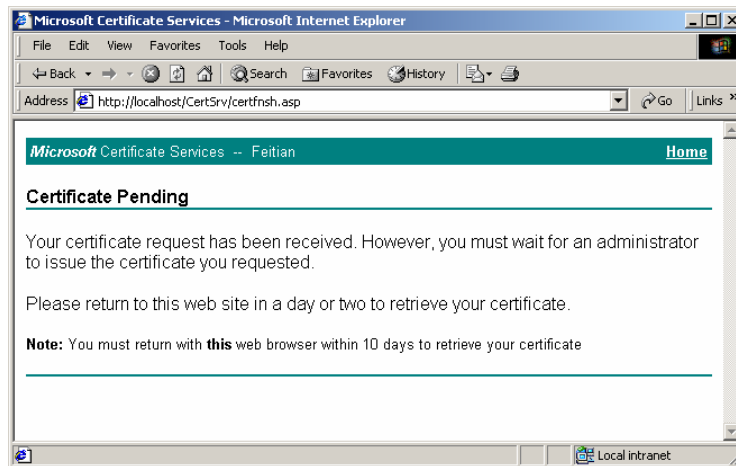 Microsoft Certificate Services - Microsoft Internet Explorer
File Edit View Favorites Tools Help
Back Search Favorites History
Address http://localhost/CertSrv/certfnsh.asp Go Links »
Microsoft Certificate Services -- Feitian Home
Certificate Pending
Your certificate request has been received. However, you must wait for an administrator
to issue the certificate you requested.
Please return to this web site in a day or two to retrieve your certificate.
Note: You must return with this web browser within 10 days to retrieve your certificate
Local intranet